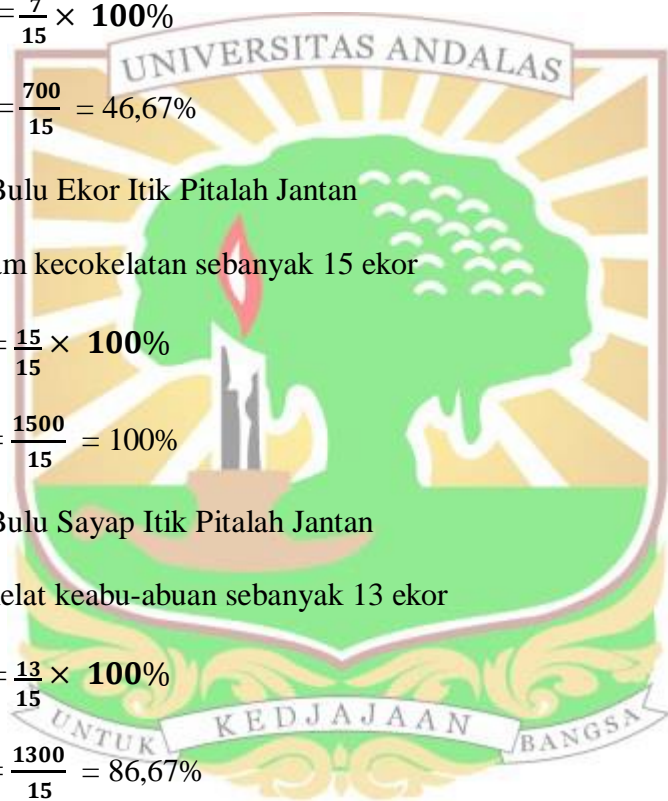 = 7/15 × 100%
UNIVERSITAS ANDALAS
= 700/15 = 46,67%
Bulu Ekor Itik Pitalah Jantan
am kecokelatan sebanyak 15 ekor
= 15/15 × 100%
= 1500/15 = 100%
Bulu Sayap Itik Pitalah Jantan
elat keabu-abuan sebanyak 13 ekor
= 13/15 × 100%
UNTUK KEDJAJAAN BANGSA
= 1300/15 = 86,67%